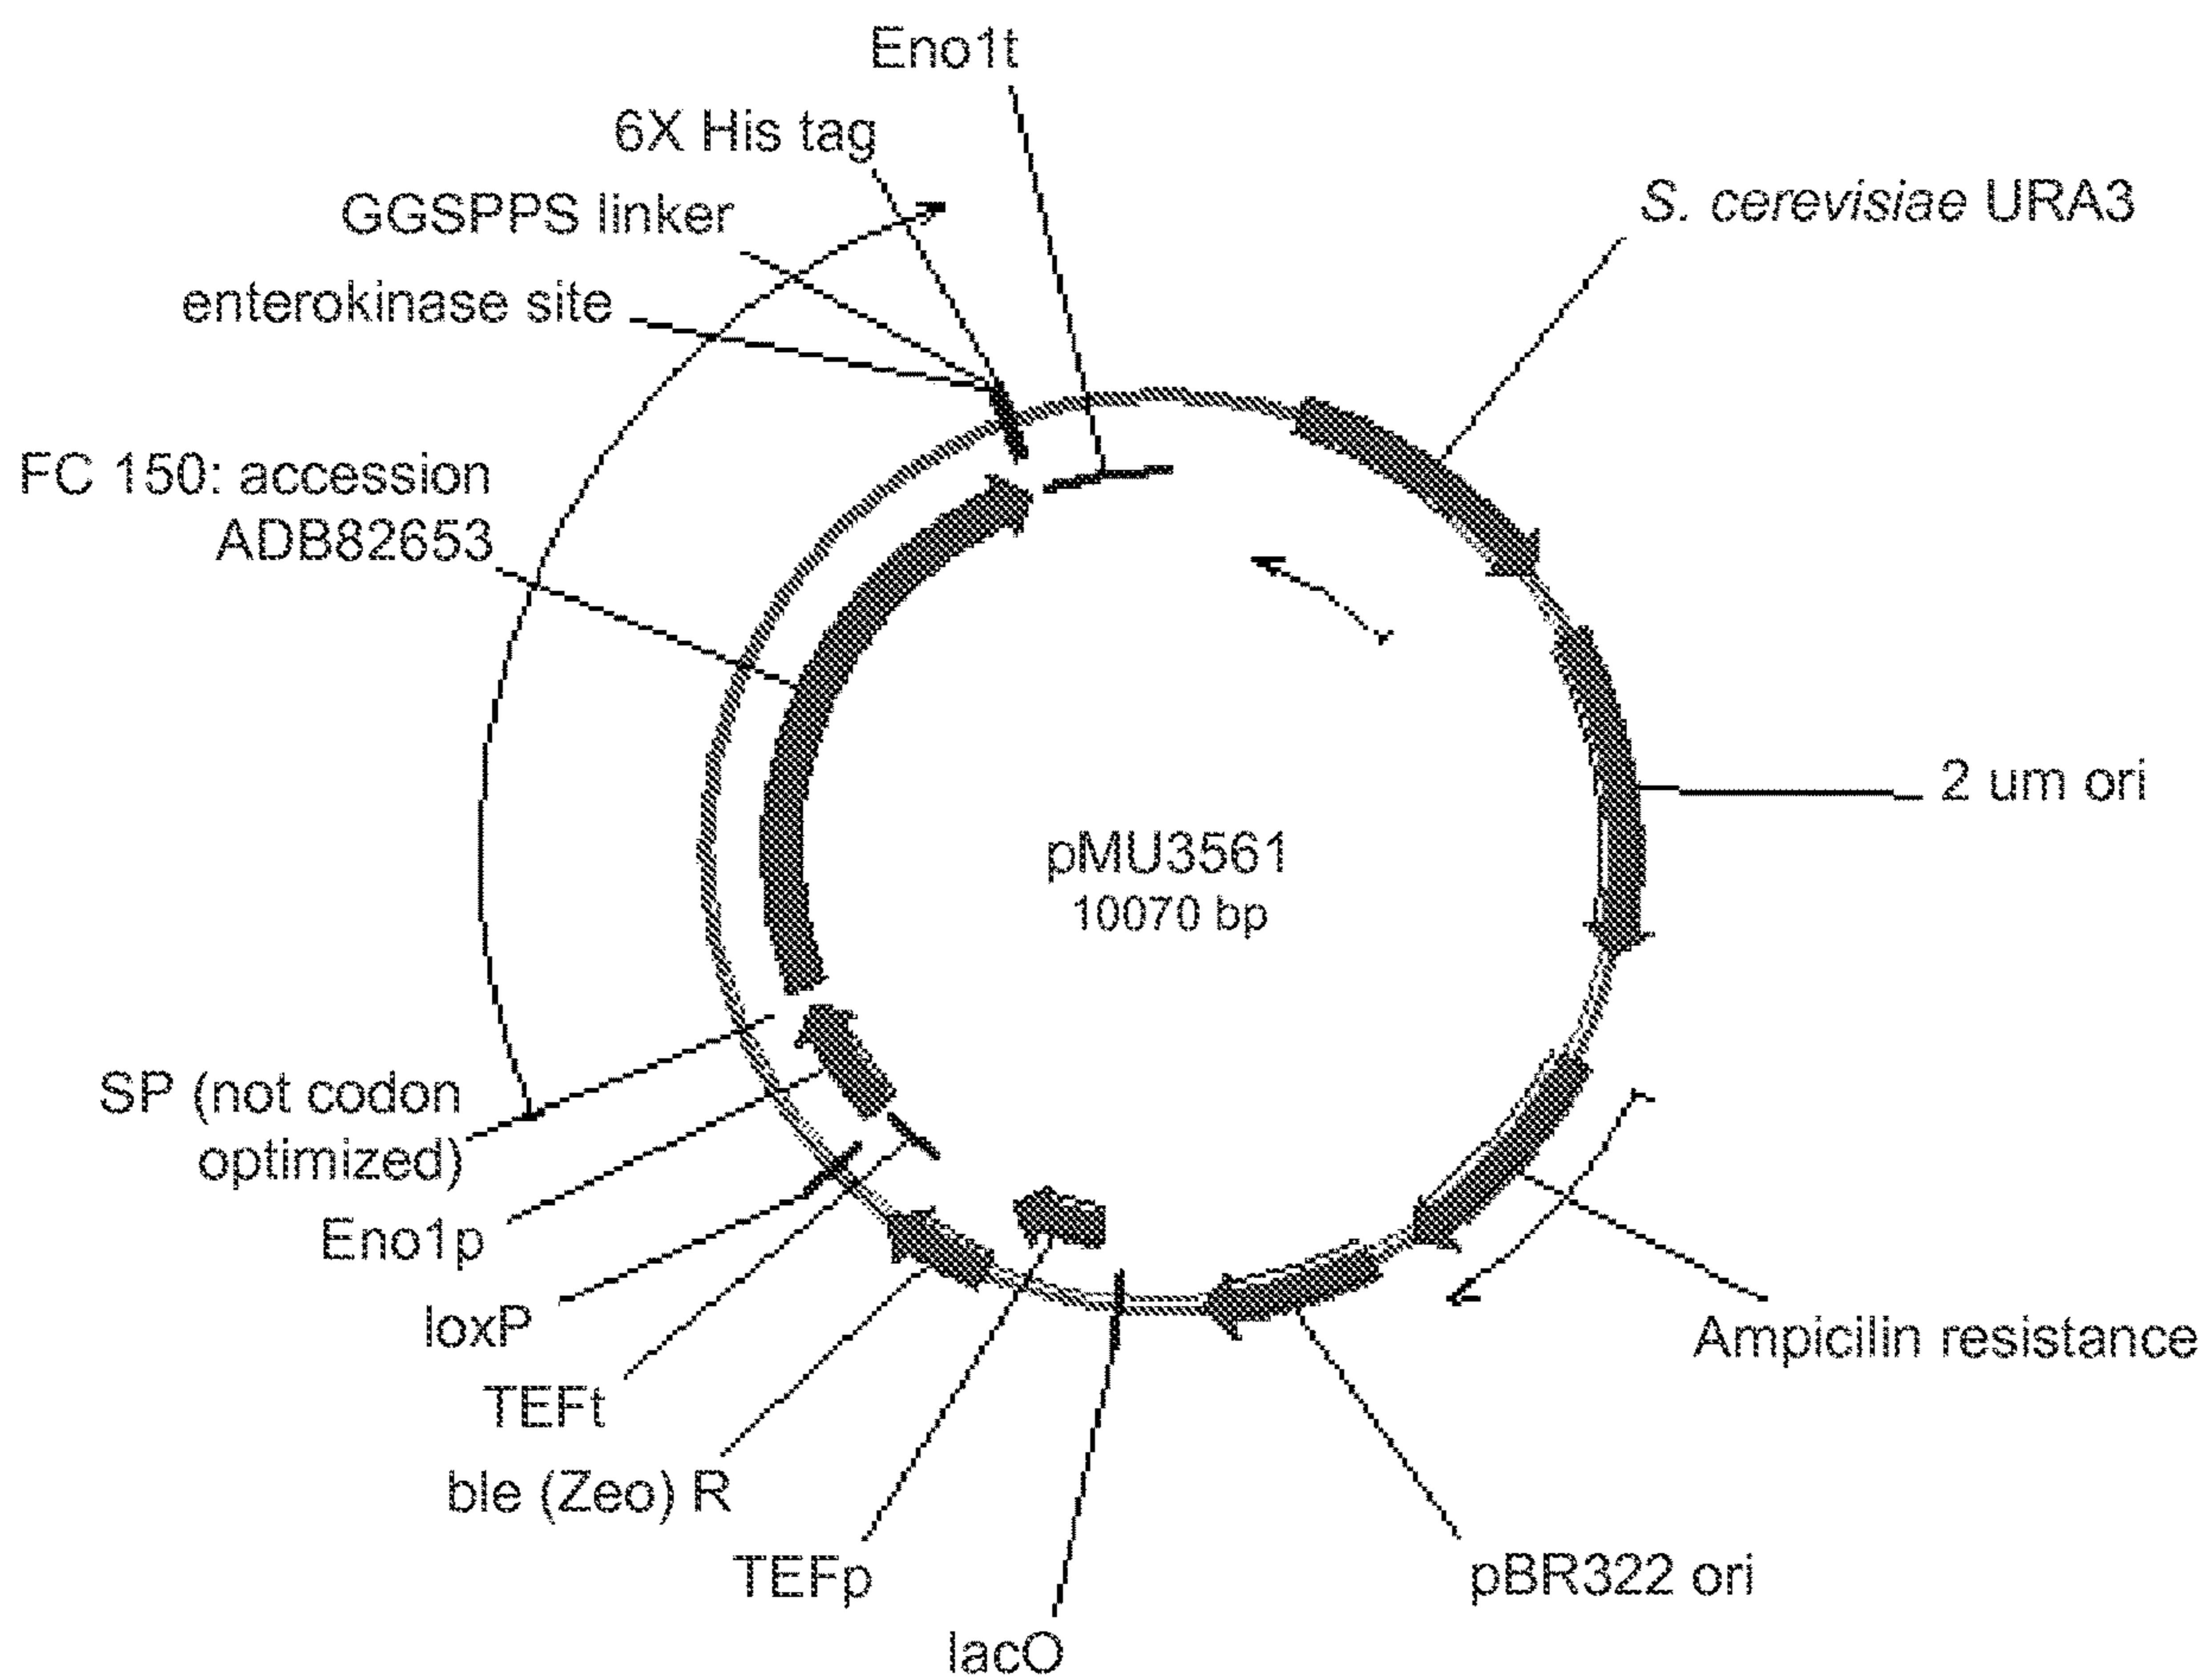 Eno1t
6X His tag
GGSPPS linker
enterokinase site
S. cerevisiae URA3
FC 150: accession
ADB82653
2 um ori
pMU3561
10070 bp
SP (not codon
optimized)
Eno1p
loxP
TEFt
ble (Zeo) R
TEFp
lacO
Ampicilin resistance
pBR322 ori